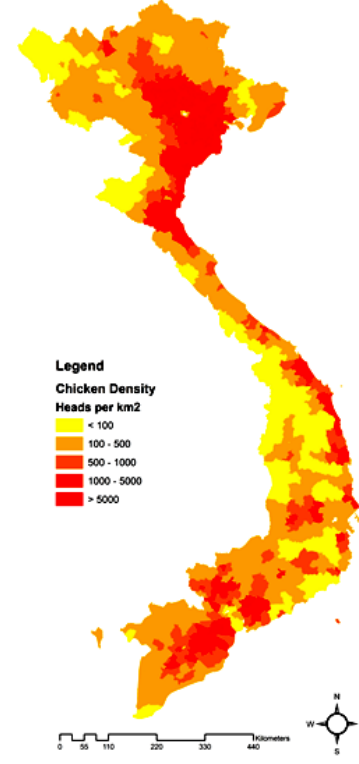 Legend
Chicken Density
Heads per km2
< 100
100 - 500
500 - 1000
1000 - 5000
> 5000
N
W E
S
Kilometers
0 55 110 220 330 440